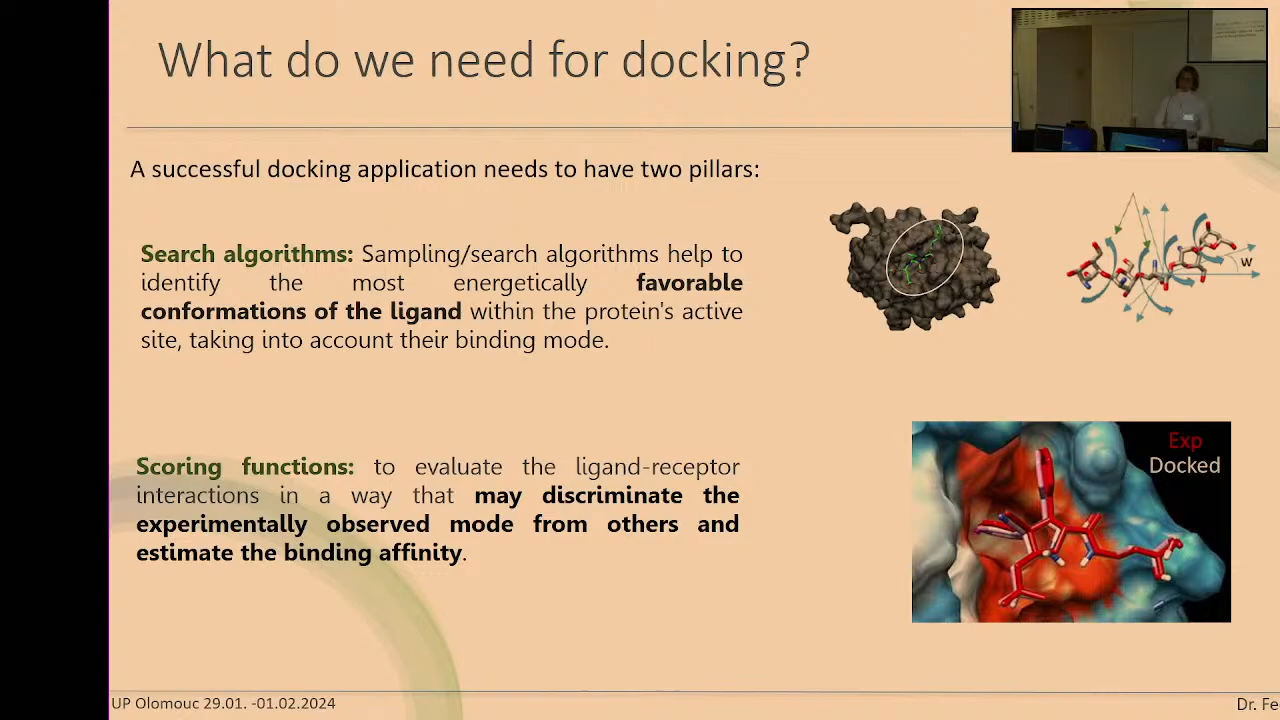 What do we need for docking?
A successful docking application needs to have two pillars:
Search algorithms: Sampling/search algorithms help to
identify the most energetically favorable
conformations of the ligand within the protein's active
site, taking into account their binding mode.
w
Scoring functions: to evaluate the ligand-receptor
interactions in a way that may discriminate the
experimentally observed mode from others and
estimate the binding affinity.
Exp
Docked
UP Olomouc 29.01. -01.02.2024
Dr. Fe